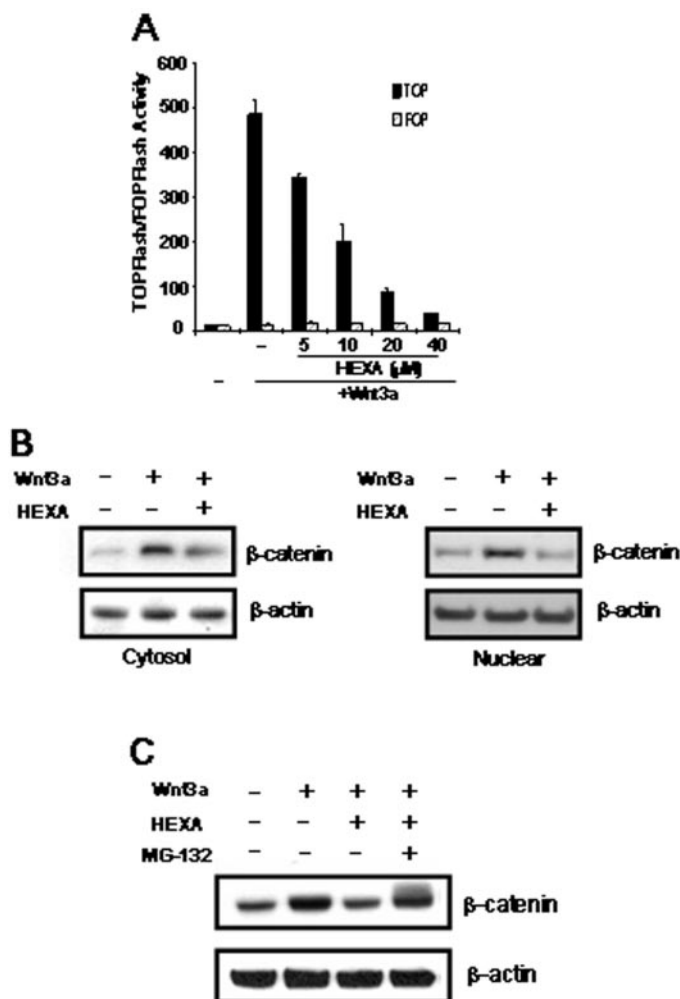 A
TOPFlash/FOPFlash Activity
600
500
400
300
200
100
0
TOP
FOP
– 5 10 20 40
HEXA (μM)
–
+Wnt3a
B
Wnt3a – + +
HEXA – – +
β-catenin
β-actin
Cytosol
Wnt3a – + +
HEXA – – +
β-catenin
β-actin
Nuclear
C
Wnt3a – + + +
HEXA – – + +
MG-132 – – – +
β-catenin
β-actin